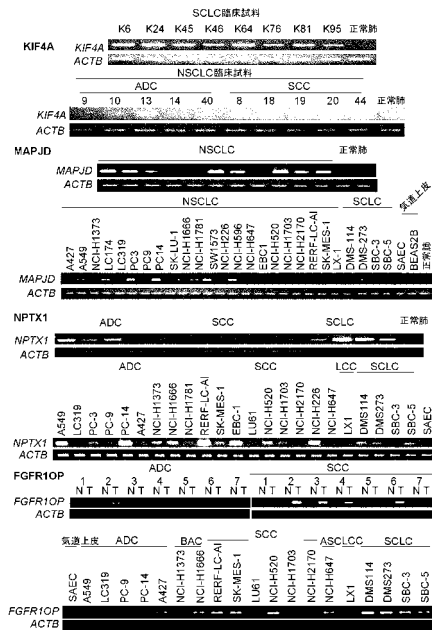 SCLC臨床試料
K6 K24 K45 K46 K64 K76 K81 K95 正常肺
KIF4A
KIF4A
ACTB
NSCLC臨床試料
ADC SCC
9 10 13 14 40 8 18 19 20 44 正常肺
KIF4A
ACTB
MAPJD
NSCLC 正常肺
MAPJD
ACTB
NSCLC SCLC 気道上皮
A427 A549 NCI-H1373 LC174 LC319 PC3 PC9 PC14 SK-LU-1 NCI-H1666 NCI-H1781 SW1573 NCI-H226 NCI-H596 NCI-H647 EBC1 NCI-H520 NCI-H1703 NCI-H2170 RERF-LC-AI SK-MES-1 LX1 DMS-114 DMS-273 SBC-3 SBC-5 SAEC BEAS2B 正常肺
MAPJD
ACTB
NPTX1
ADC SCC SCLC 正常肺
NPTX1
ACTB
ADC SCC LCC SCLC
A549 LC319 PC-3 PC-9 PC-14 A427 NCI-H1373 NCI-H1666 NCI-H1781 RERF-LC-AI SK-MES-1 EBC-1 LU61 NCI-H520 NCI-H1703 NCI-H2170 NCI-H226 NCI-H647 LX1 DMS114 DMS273 SBC-3 SBC-5 SAEC
NPTX1
ACTB
FGFR1OP
ADC SCC
1 2 3 4 5 6 7 1 2 3 4 5 6 7
N T N T N T N T N T N T N T N T N T N T N T N T N T N T
FGFR1OP
ACTB
気道上皮 ADC BAC SCC ASCLCC SCLC
SAEC A549 LC319 PC-9 PC-14 A427 NCI-H1373 NCI-H1666 RERF-LC-AI SK-MES-1 LU61 NCI-H520 NCI-H1703 NCI-H2170 NCI-H647 LX1 DMS114 DMS273 SBC-3 SBC-5
FGFR1OP
ACTB